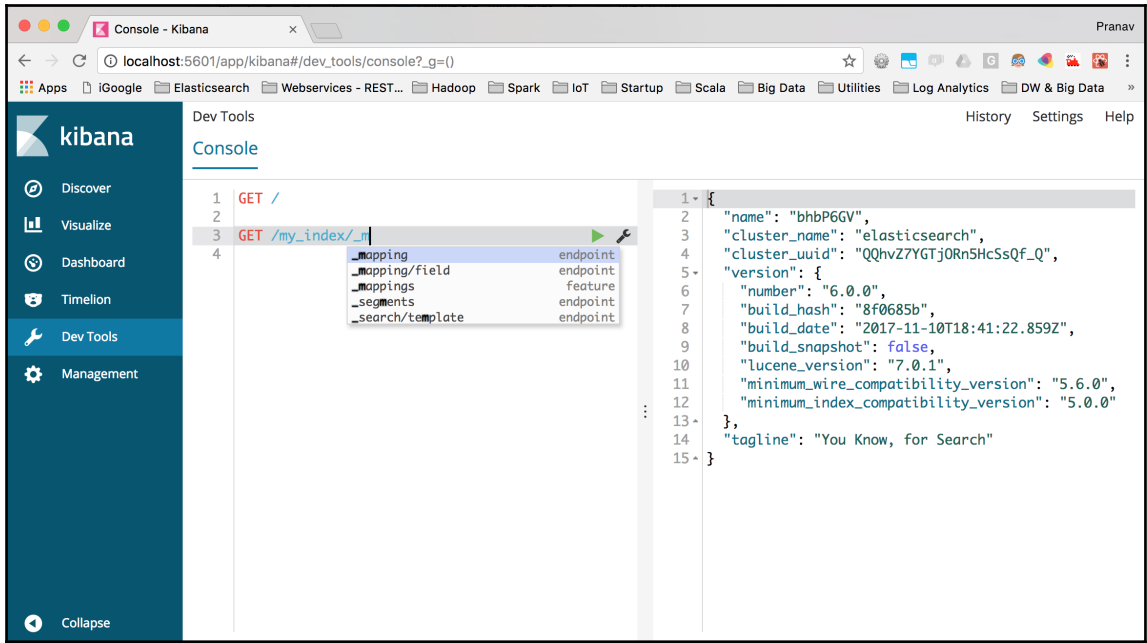 Console - Kibana
Pranav
localhost:5601/app/kibana#/dev_tools/console?_g=()
Apps iGoogle Elasticsearch Webservices - REST... Hadoop Spark IoT Startup Scala Big Data Utilities Log Analytics DW & Big Data »
kibana
Discover
Visualize
Dashboard
Timelion
Dev Tools
Management
Collapse
Dev Tools
History Settings Help
Console
1 GET /
2
3 GET /my_index/_m
4
_mapping endpoint
_mapping/field endpoint
_mappings feature
_segments endpoint
_search/template endpoint
1 {
2 "name": "bhbP6GV",
3 "cluster_name": "elasticsearch",
4 "cluster_uuid": "QQhvZ7YGTjORn5HcSsQf_Q",
5 "version": {
6 "number": "6.0.0",
7 "build_hash": "8f0685b",
8 "build_date": "2017-11-10T18:41:22.859Z",
9 "build_snapshot": false,
10 "lucene_version": "7.0.1",
11 "minimum_wire_compatibility_version": "5.6.0",
12 "minimum_index_compatibility_version": "5.0.0"
13 },
14 "tagline": "You Know, for Search"
15 }